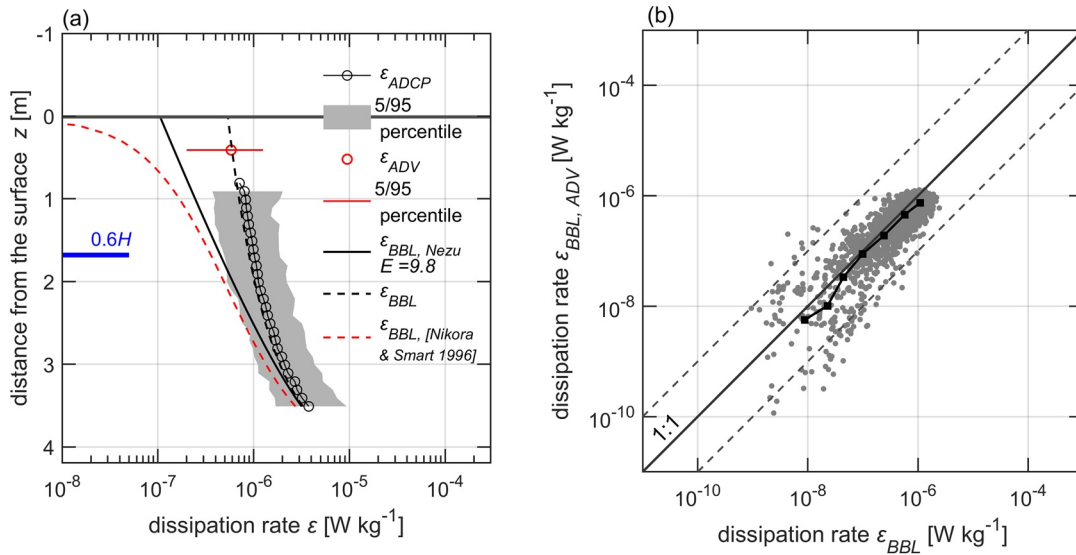 (a)
-1
0
1
2
3
4
distance from the surface z [m]
0.6H
ε_ADCP
5/95
percentile
ε_ADV
5/95
percentile
ε_BBL, Nezu
E =9.8
ε_BBL
ε_BBL, [Nikora
& Smart 1996]
10^-8
10^-7
10^-6
10^-5
10^-4
dissipation rate ε [W kg^-1]
(b)
dissipation rate ε_BBL, ADV [W kg^-1]
10^-4
10^-6
10^-8
10^-10
1:1
10^-10
10^-8
10^-6
10^-4
dissipation rate ε_BBL [W kg^-1]